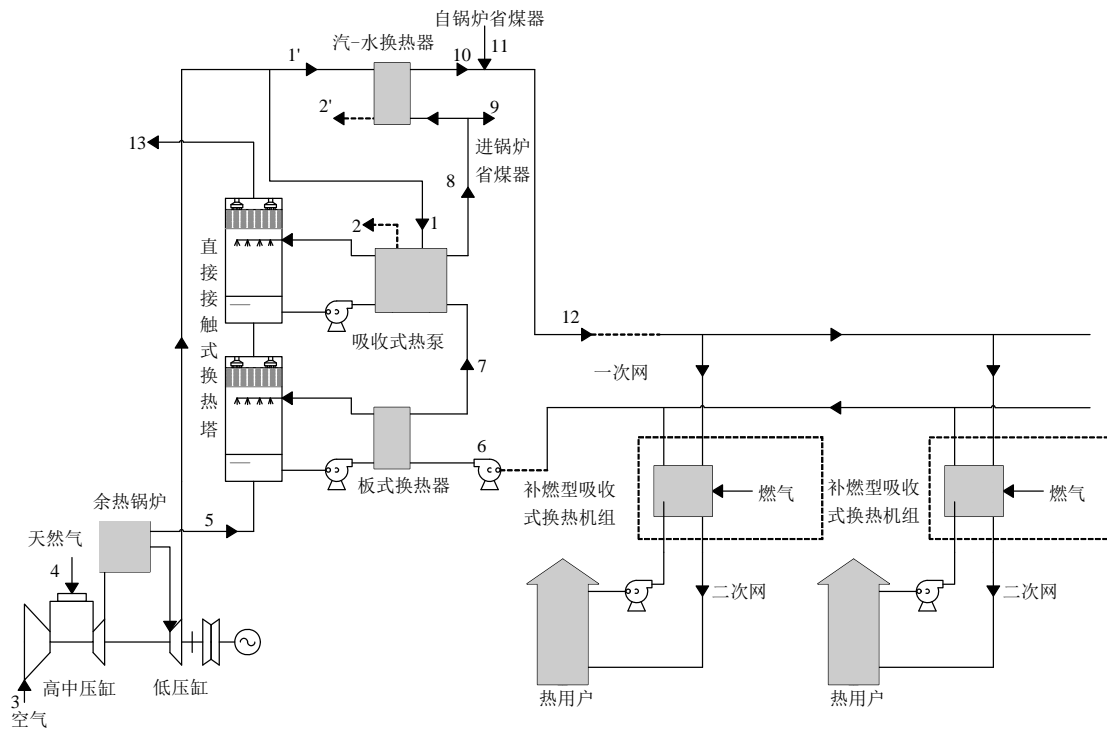 自锅炉省煤器
汽-水换热器
1'
10
11
2'
9
13
进锅炉
省煤器
8
2
1
直接接触式换热塔
吸收式热泵
12
7
一次网
6
板式换热器
补燃型吸收
式换热机组
燃气
补燃型吸收
式换热机组
燃气
余热锅炉
5
天然气
4
二次网
二次网
高中压缸
低压缸
3
空气
热用户
热用户